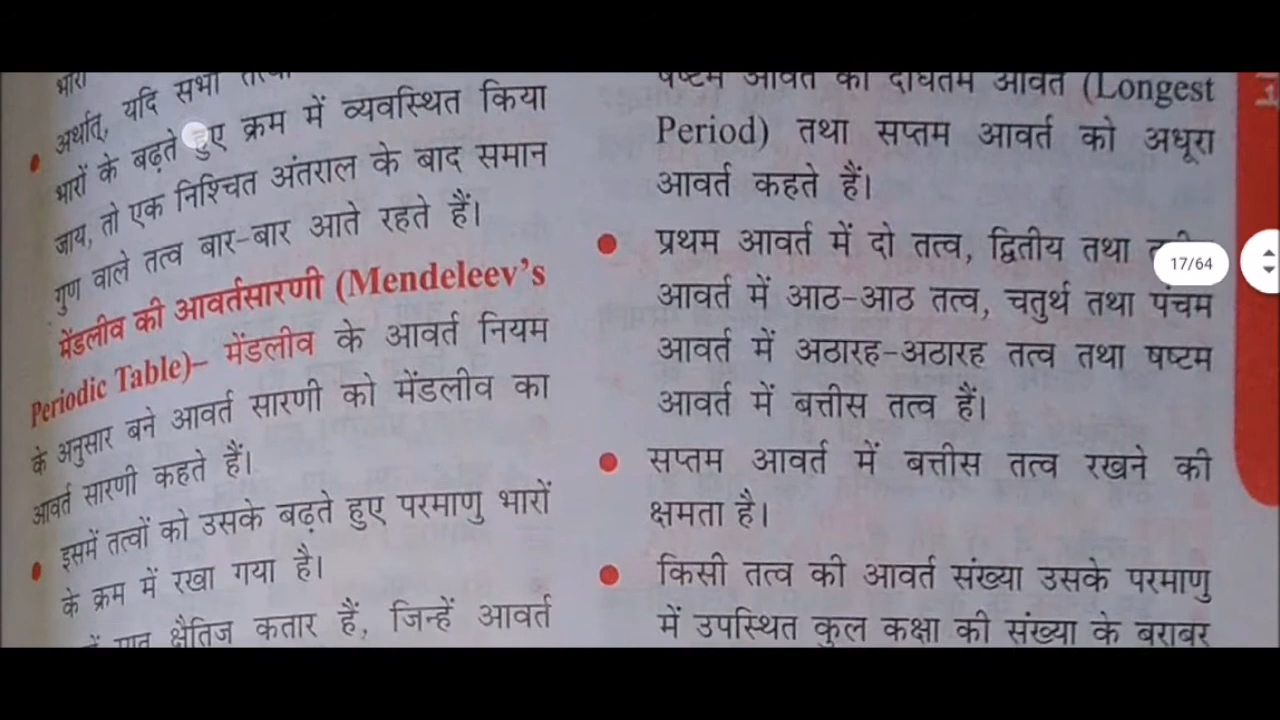 भारों
अर्थात्, यदि सभी
भारों के बढ़ते हुए क्रम में व्यवस्थित किया
जाय, तो एक निश्चित अंतराल के बाद समान
गुण वाले तत्व बार-बार आते रहते हैं।
मेंडलीव की आवर्तसारणी (Mendeleev's
Periodic Table)– मेंडलीव के आवर्त नियम
के अनुसार बने आवर्त सारणी को मेंडलीव का
आवर्त सारणी कहते हैं।
इसमें तत्वों को उसके बढ़ते हुए परमाणु भारों
के क्रम में रखा गया है।
क्षैतिज कतार हैं, जिन्हें आवर्त
षष्टम आवर्त को दीर्घतम आवर्त (Longest
Period) तथा सप्तम आवर्त को अधूरा
आवर्त कहते हैं।
प्रथम आवर्त में दो तत्व, द्वितीय तथा
आवर्त में आठ-आठ तत्व, चतुर्थ तथा पंचम
आवर्त में अठारह-अठारह तत्व तथा षष्टम
आवर्त में बत्तीस तत्व हैं।
सप्तम आवर्त में बत्तीस तत्व रखने की
क्षमता है।
किसी तत्व की आवर्त संख्या उसके परमाणु
में उपस्थित कुल कक्षा की संख्या के बराबर
17/64